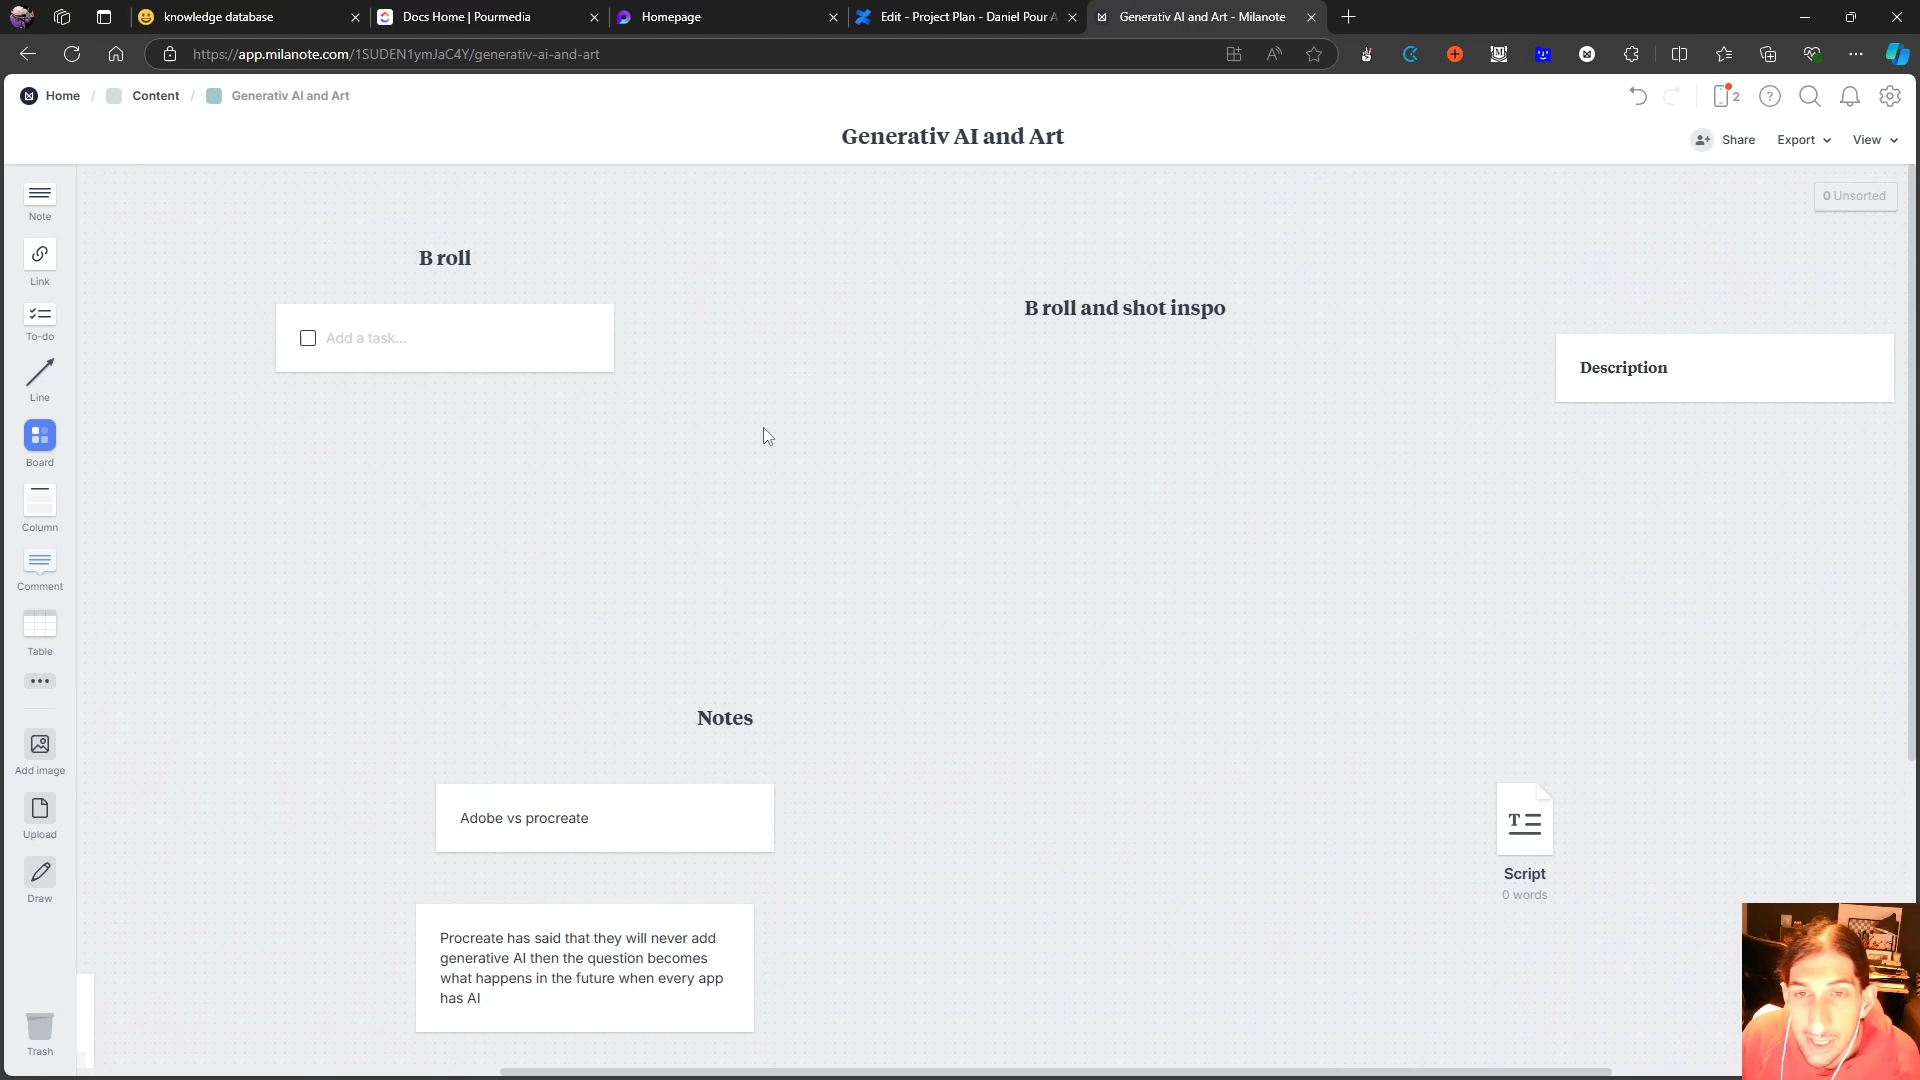 knowledge database
Docs Home | Pourmedia
Homepage
Edit - Project Plan - Daniel Pour A
Generativ AI and Art - Milanote
https://app.milanote.com/1SUDEN1ymJaC4Y/generativ-ai-and-art
Home / Content / Generativ AI and Art
2
Generativ AI and Art
Share
Export
View
0 Unsorted
Note
Link
To-do
Line
Board
Column
Comment
Table
Add image
Upload
Draw
Trash
B roll
Add a task...
B roll and shot inspo
Description
Notes
Adobe vs procreate
Procreate has said that they will never add
generative AI then the question becomes
what happens in the future when every app
has AI
T
Script
0 words